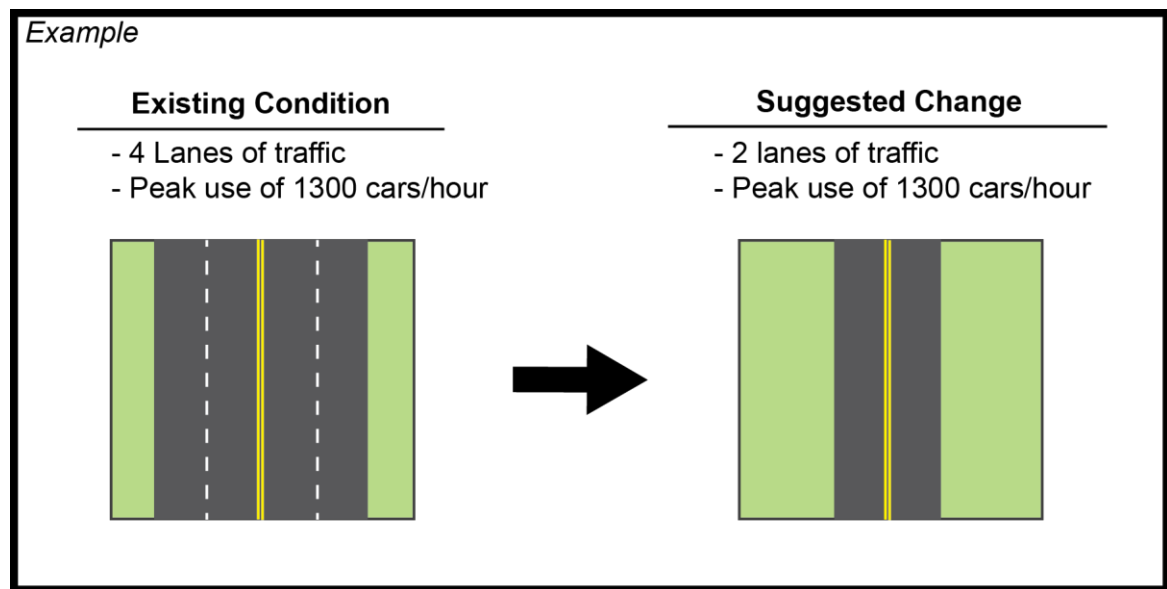 Example
Existing Condition
- 4 Lanes of traffic
- Peak use of 1300 cars/hour
Suggested Change
- 2 lanes of traffic
- Peak use of 1300 cars/hour